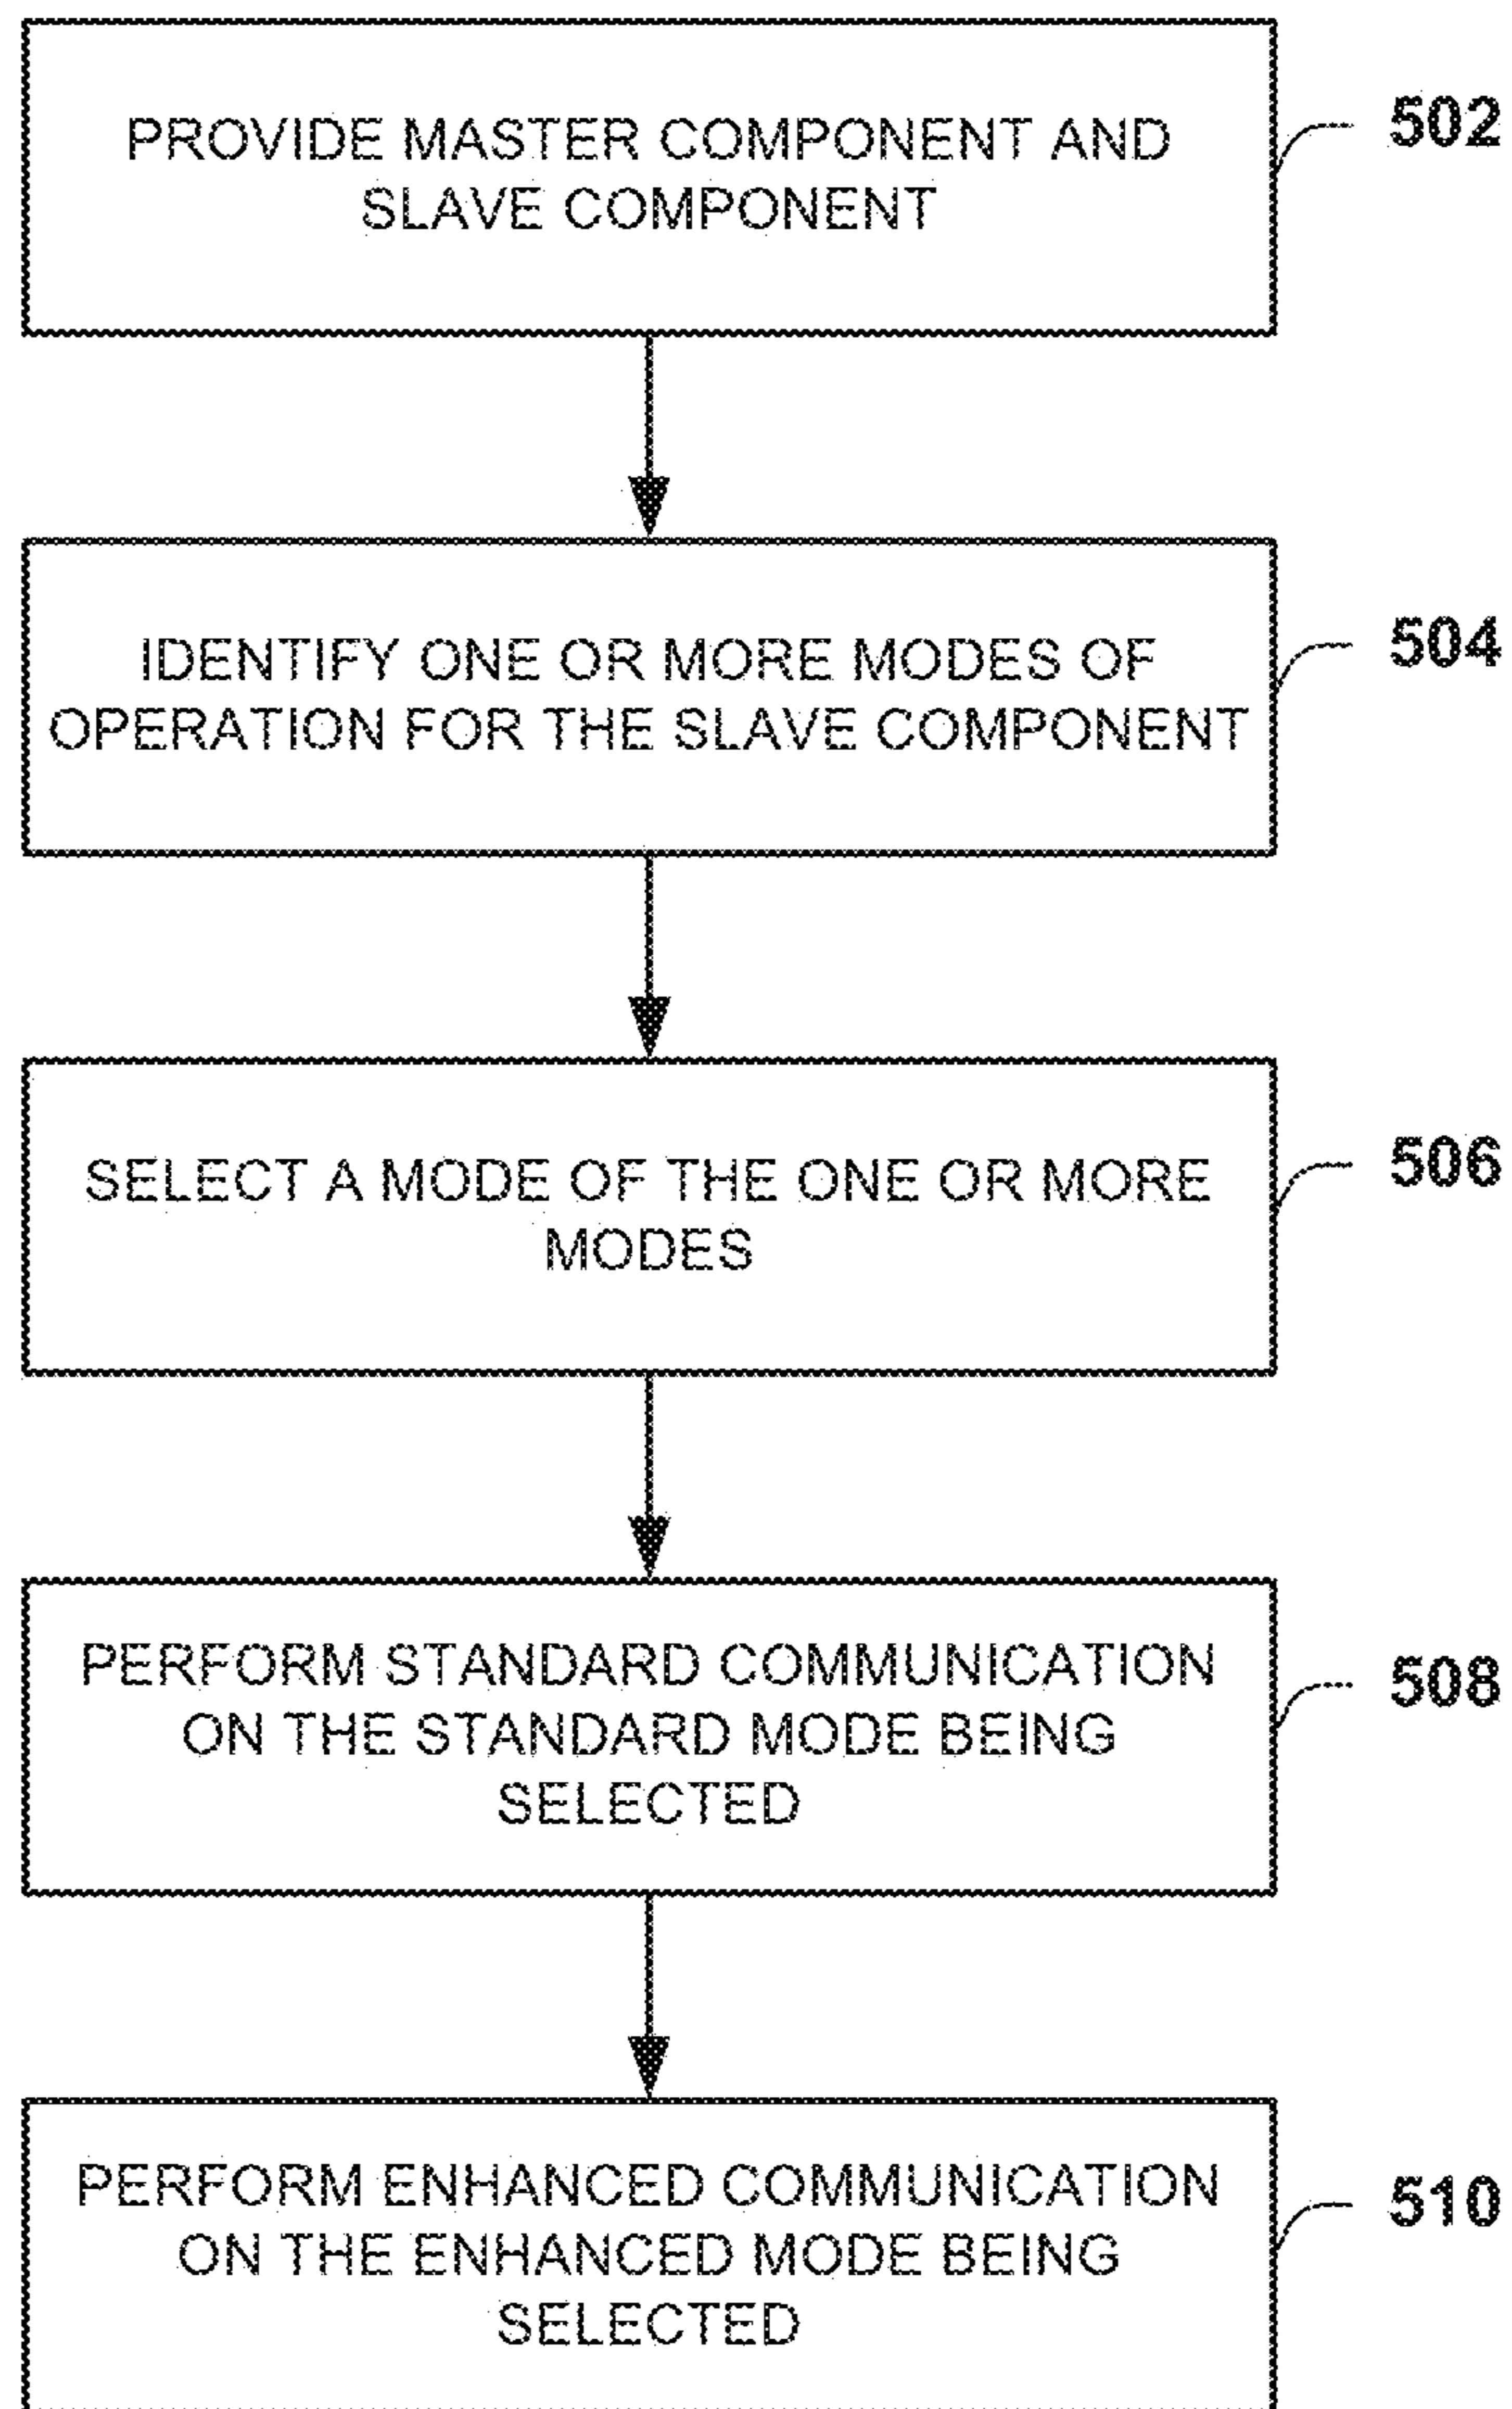 PROVIDE MASTER COMPONENT AND
SLAVE COMPONENT
502
IDENTIFY ONE OR MORE MODES OF
OPERATION FOR THE SLAVE COMPONENT
504
SELECT A MODE OF THE ONE OR MORE
MODES
506
PERFORM STANDARD COMMUNICATION
ON THE STANDARD MODE BEING
SELECTED
508
PERFORM ENHANCED COMMUNICATION
ON THE ENHANCED MODE BEING
SELECTED
510